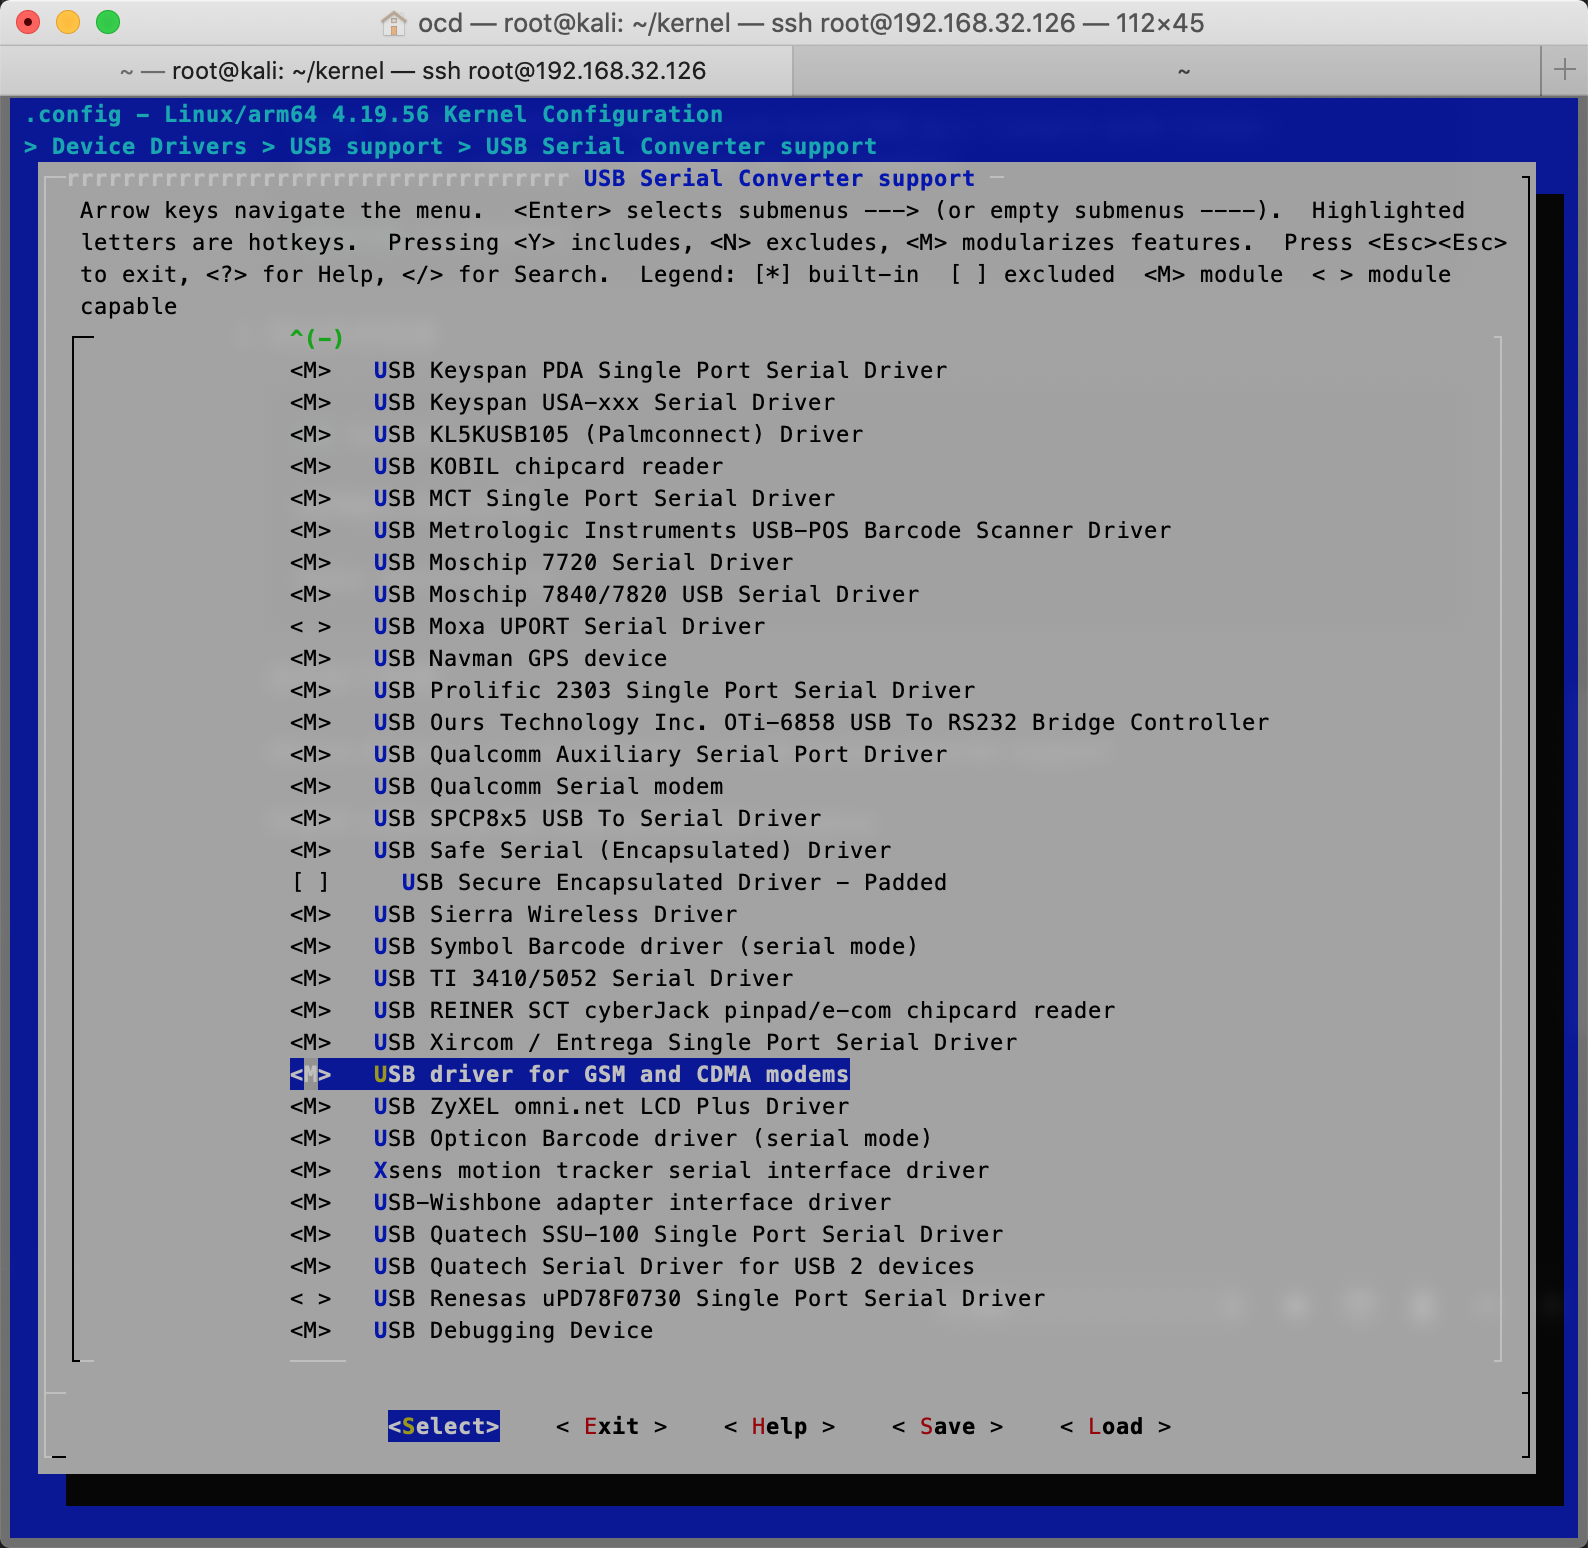 ocd — root@kali: ~/kernel — ssh root@192.168.32.126 — 112×45
~ — root@kali: ~/kernel — ssh root@192.168.32.126
~
.config - Linux/arm64 4.19.56 Kernel Configuration
> Device Drivers > USB support > USB Serial Converter support
USB Serial Converter support
Arrow keys navigate the menu.  <Enter> selects submenus ---> (or empty submenus ----).  Highlighted
letters are hotkeys.  Pressing <Y> includes, <N> excludes, <M> modularizes features.  Press <Esc><Esc>
to exit, <?> for Help, </> for Search.  Legend: [*] built-in  [ ] excluded  <M> module  < > module
capable
^(-)
<M>   USB Keyspan PDA Single Port Serial Driver
<M>   USB Keyspan USA-xxx Serial Driver
<M>   USB KL5KUSB105 (Palmconnect) Driver
<M>   USB KOBIL chipcard reader
<M>   USB MCT Single Port Serial Driver
<M>   USB Metrologic Instruments USB-POS Barcode Scanner Driver
<M>   USB Moschip 7720 Serial Driver
<M>   USB Moschip 7840/7820 USB Serial Driver
< >   USB Moxa UPORT Serial Driver
<M>   USB Navman GPS device
<M>   USB Prolific 2303 Single Port Serial Driver
<M>   USB Ours Technology Inc. OTi-6858 USB To RS232 Bridge Controller
<M>   USB Qualcomm Auxiliary Serial Port Driver
<M>   USB Qualcomm Serial modem
<M>   USB SPCP8x5 USB To Serial Driver
<M>   USB Safe Serial (Encapsulated) Driver
[ ]     USB Secure Encapsulated Driver - Padded
<M>   USB Sierra Wireless Driver
<M>   USB Symbol Barcode driver (serial mode)
<M>   USB TI 3410/5052 Serial Driver
<M>   USB REINER SCT cyberJack pinpad/e-com chipcard reader
<M>   USB Xircom / Entrega Single Port Serial Driver
<M>   USB driver for GSM and CDMA modems
<M>   USB ZyXEL omni.net LCD Plus Driver
<M>   USB Opticon Barcode driver (serial mode)
<M>   Xsens motion tracker serial interface driver
<M>   USB-Wishbone adapter interface driver
<M>   USB Quatech SSU-100 Single Port Serial Driver
<M>   USB Quatech Serial Driver for USB 2 devices
< >   USB Renesas uPD78F0730 Single Port Serial Driver
<M>   USB Debugging Device
<Select>    < Exit >    < Help >    < Save >    < Load >